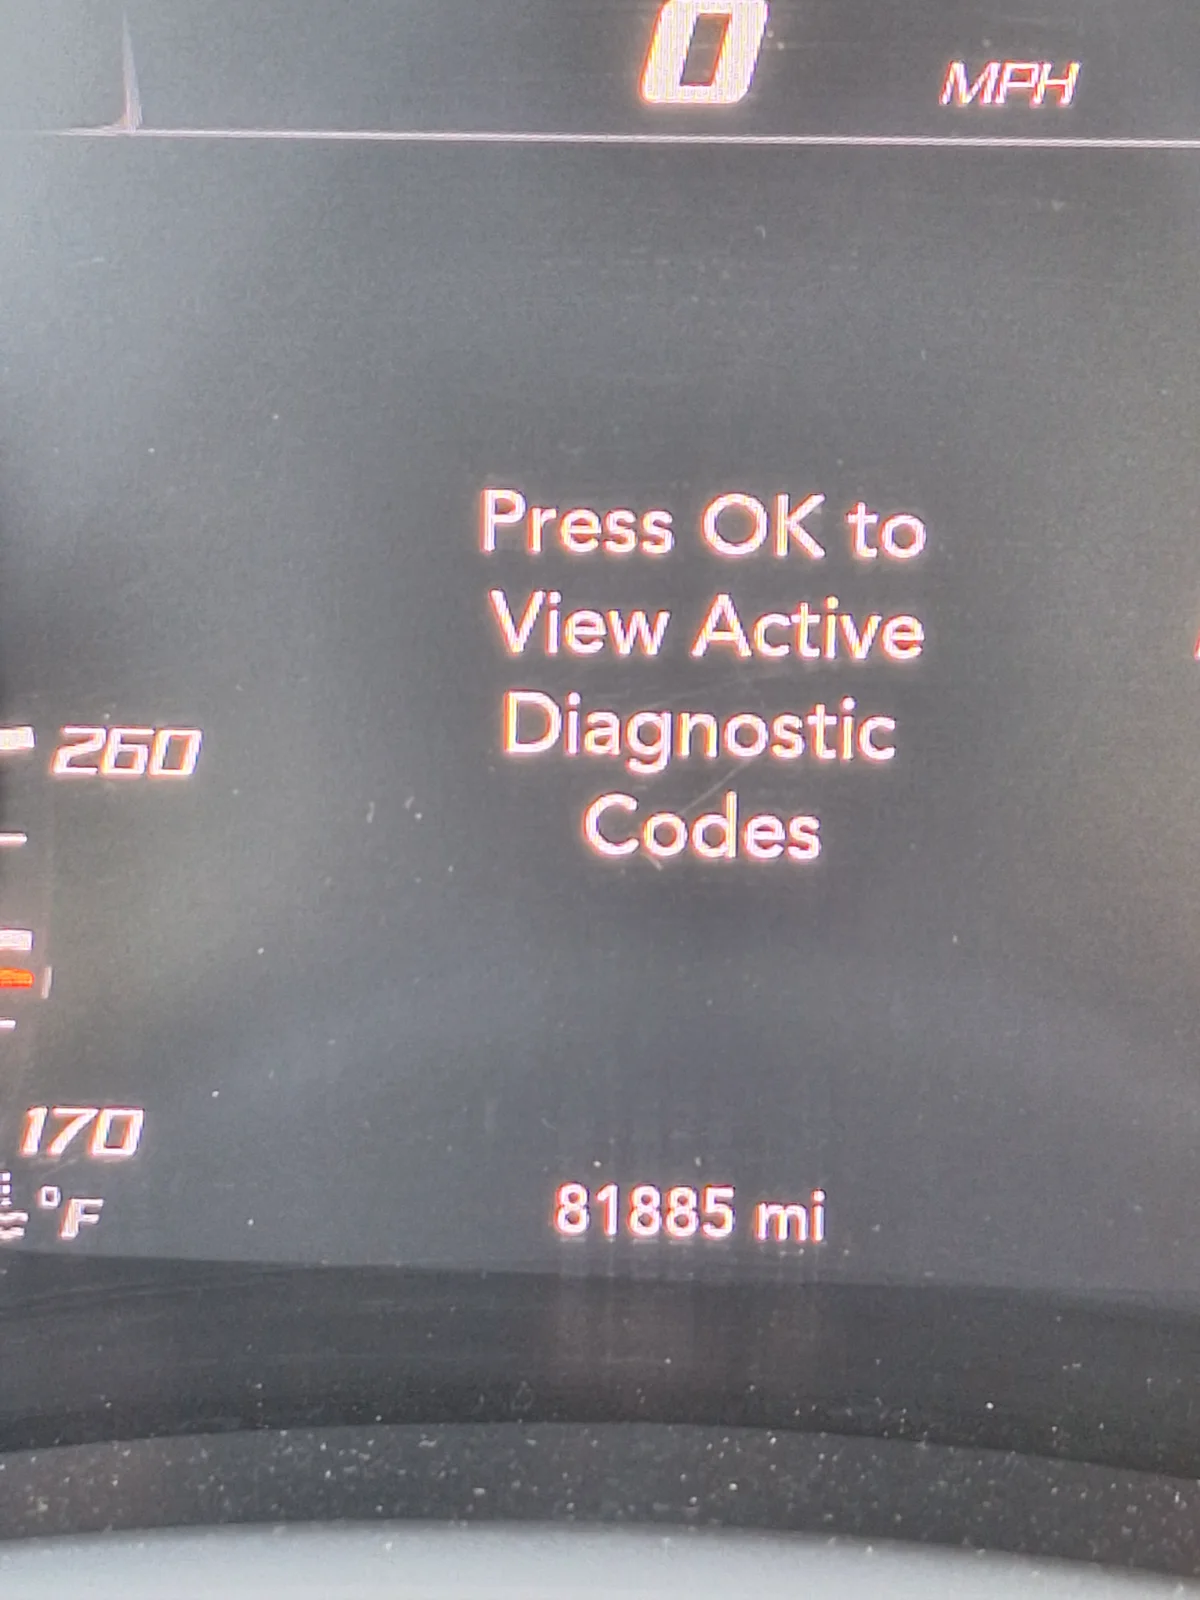 0 MPH
Press OK to
View Active
Diagnostic
Codes
260
170
°F
81885 mi